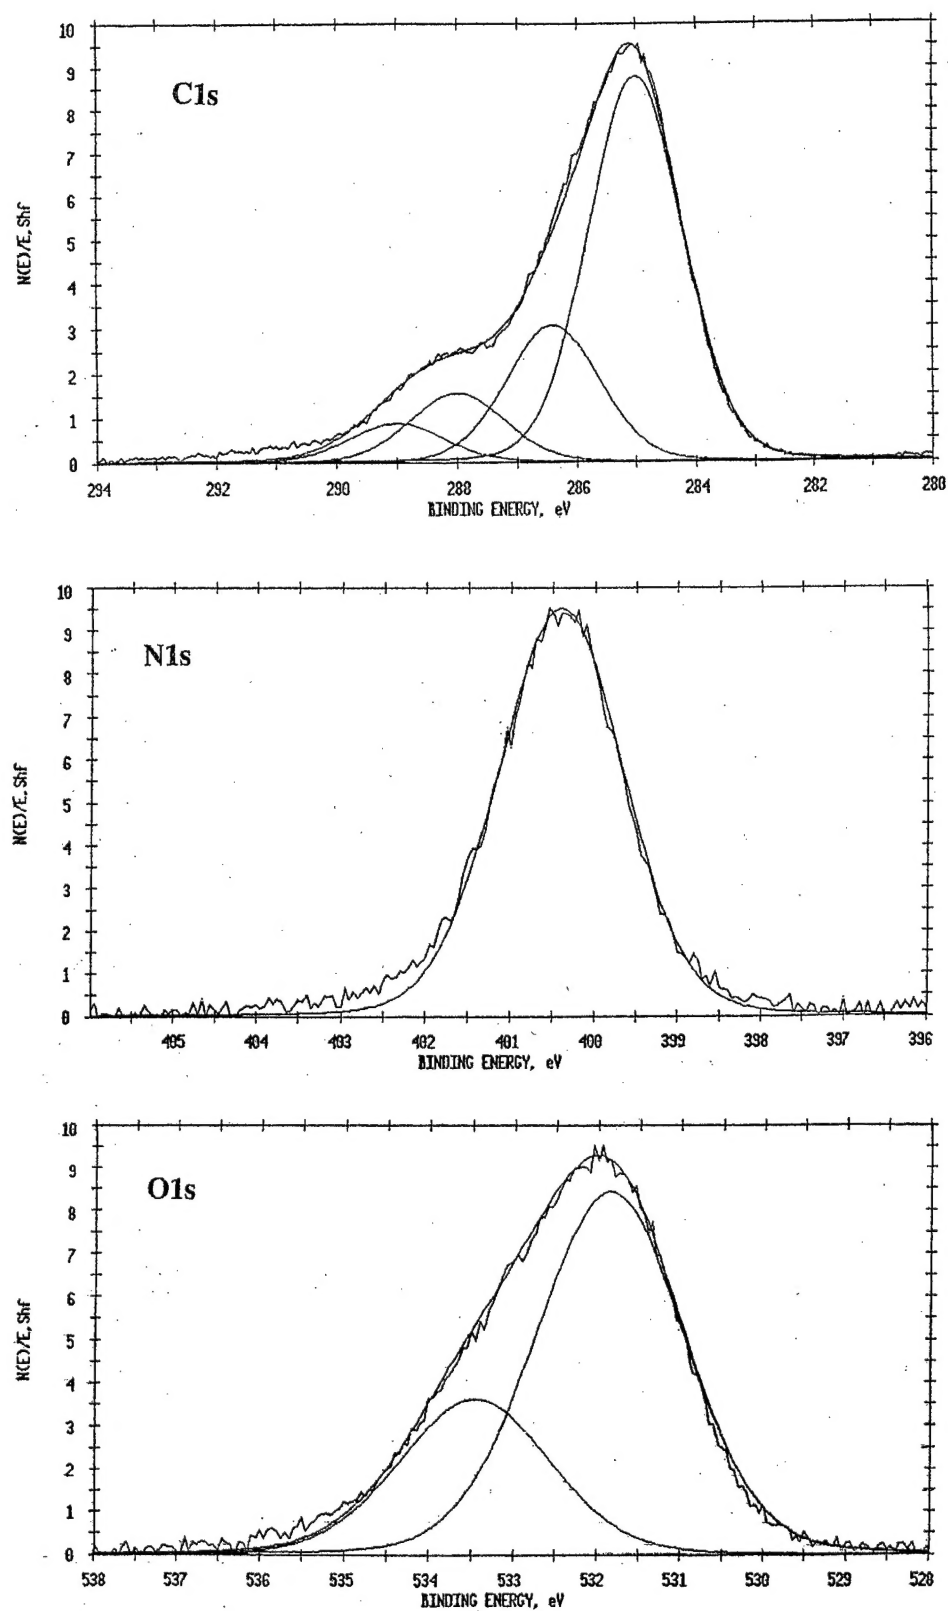 10
9
C1s
8
7
6
N(E)/E,Shf
5
4
3
2
1
0
294 292 290 288 286 284 282 280
BINDING ENERGY, eV
10
9
N1s
8
7
6
N(E)/E,Shf
5
4
3
2
1
0
405 404 403 402 401 400 399 398 397 396
BINDING ENERGY, eV
10
9
O1s
8
7
6
N(E)/E,Shf
5
4
3
2
1
0
538 537 536 535 534 533 532 531 530 529 528
BINDING ENERGY, eV